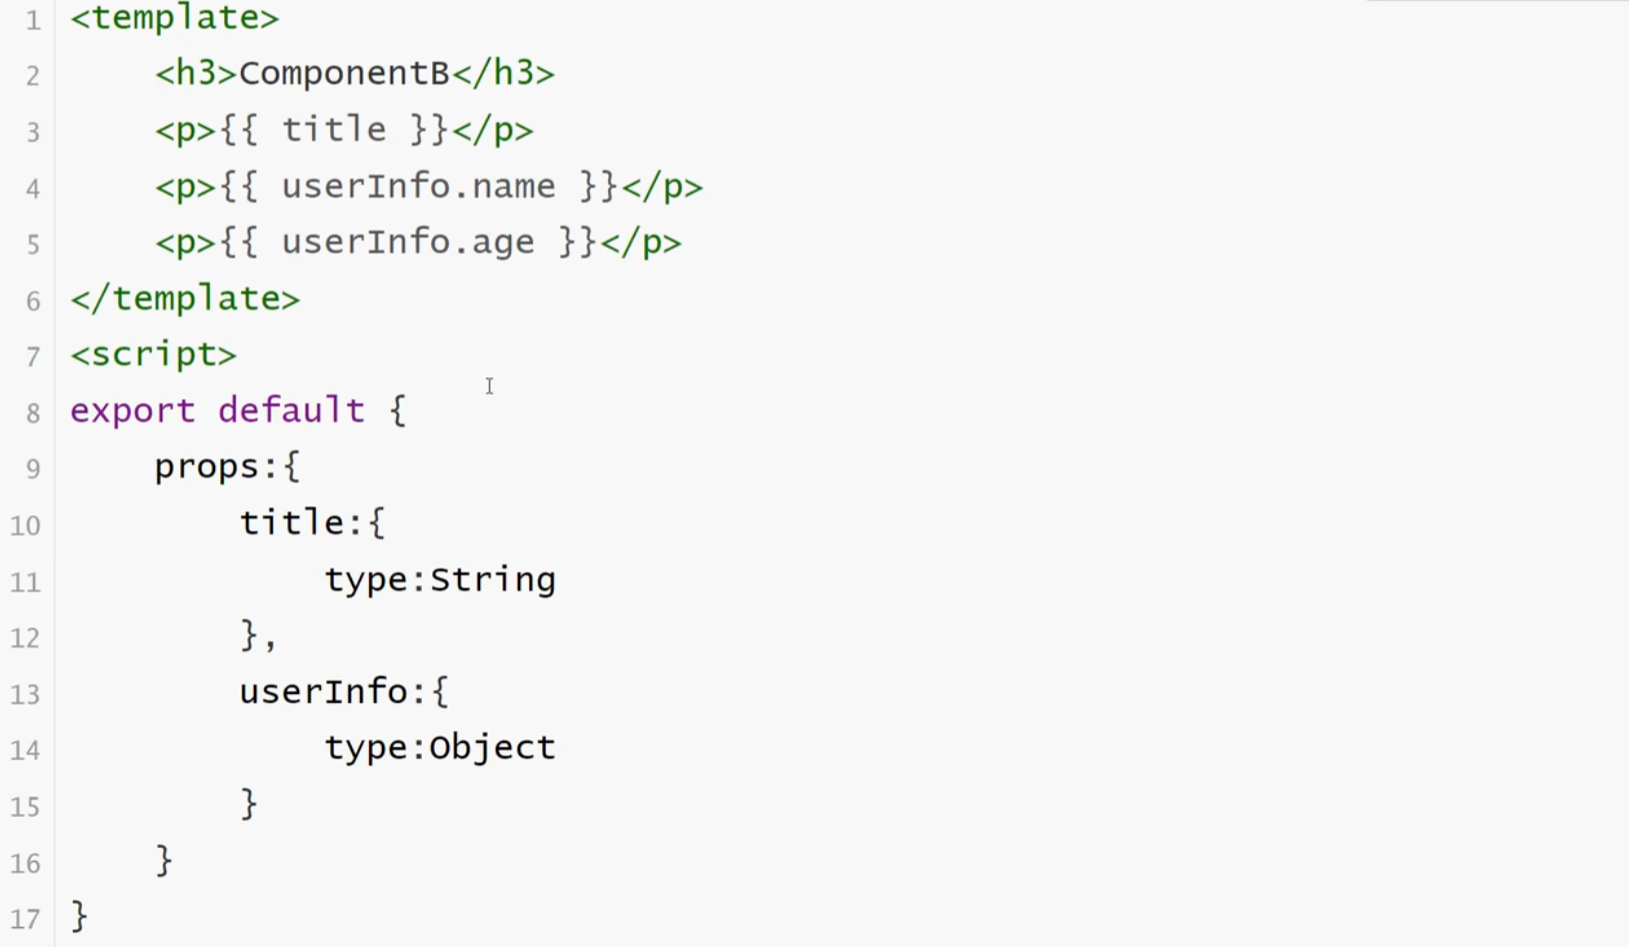 1 <template>
2     <h3>ComponentB</h3>
3     <p>{{ title }}</p>
4     <p>{{ userInfo.name }}</p>
5     <p>{{ userInfo.age }}</p>
6 </template>
7 <script>
8 export default {
9     props:{
10         title:{
11             type:String
12         },
13         userInfo:{
14             type:Object
15         }
16     }
17 }